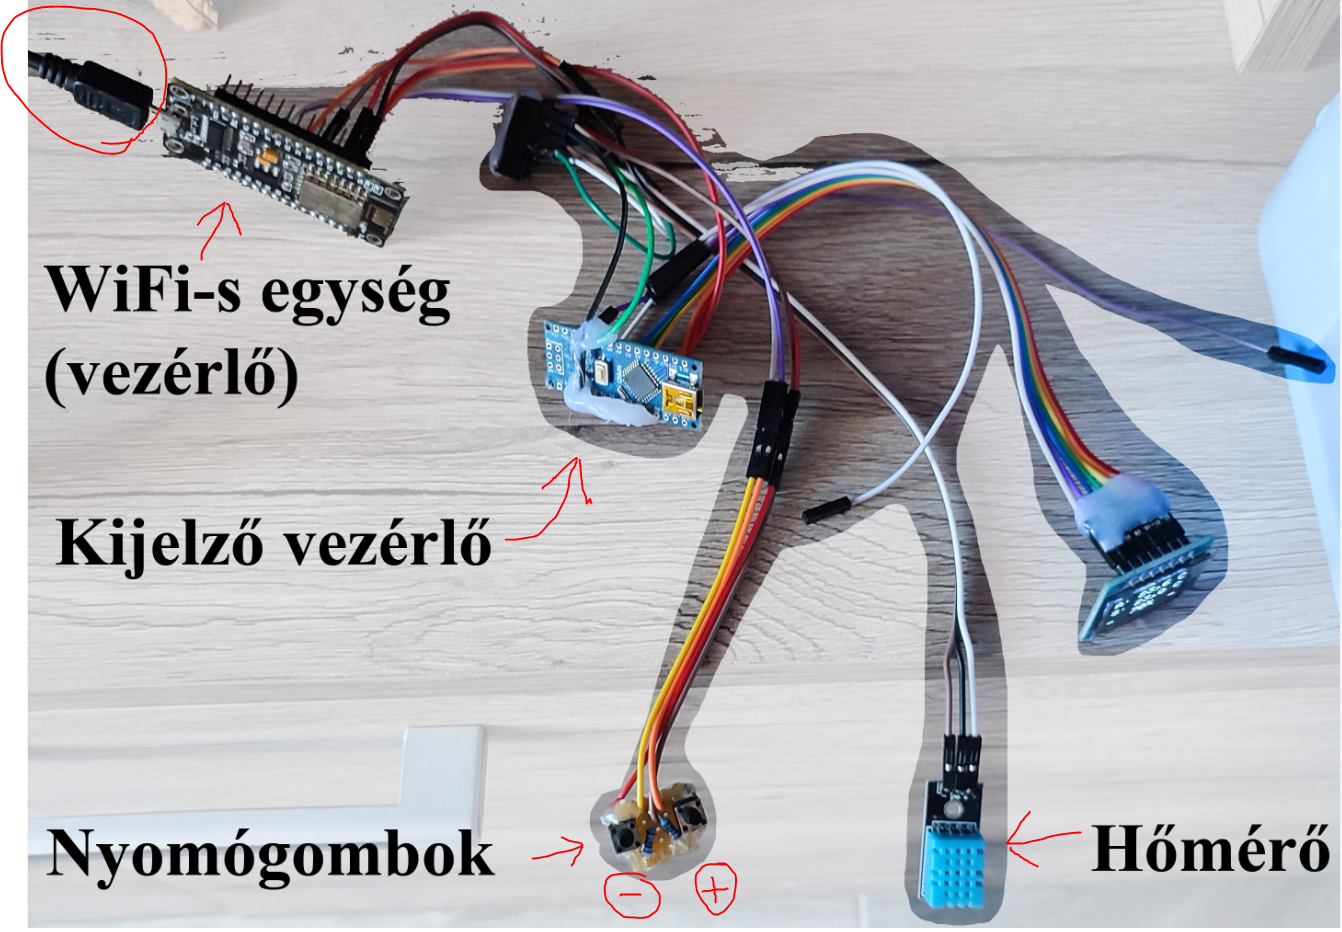 WiFi-s egység
(vezérlő)
Kijelző vezérlő
Nyomógombok
- +
Hőmérő